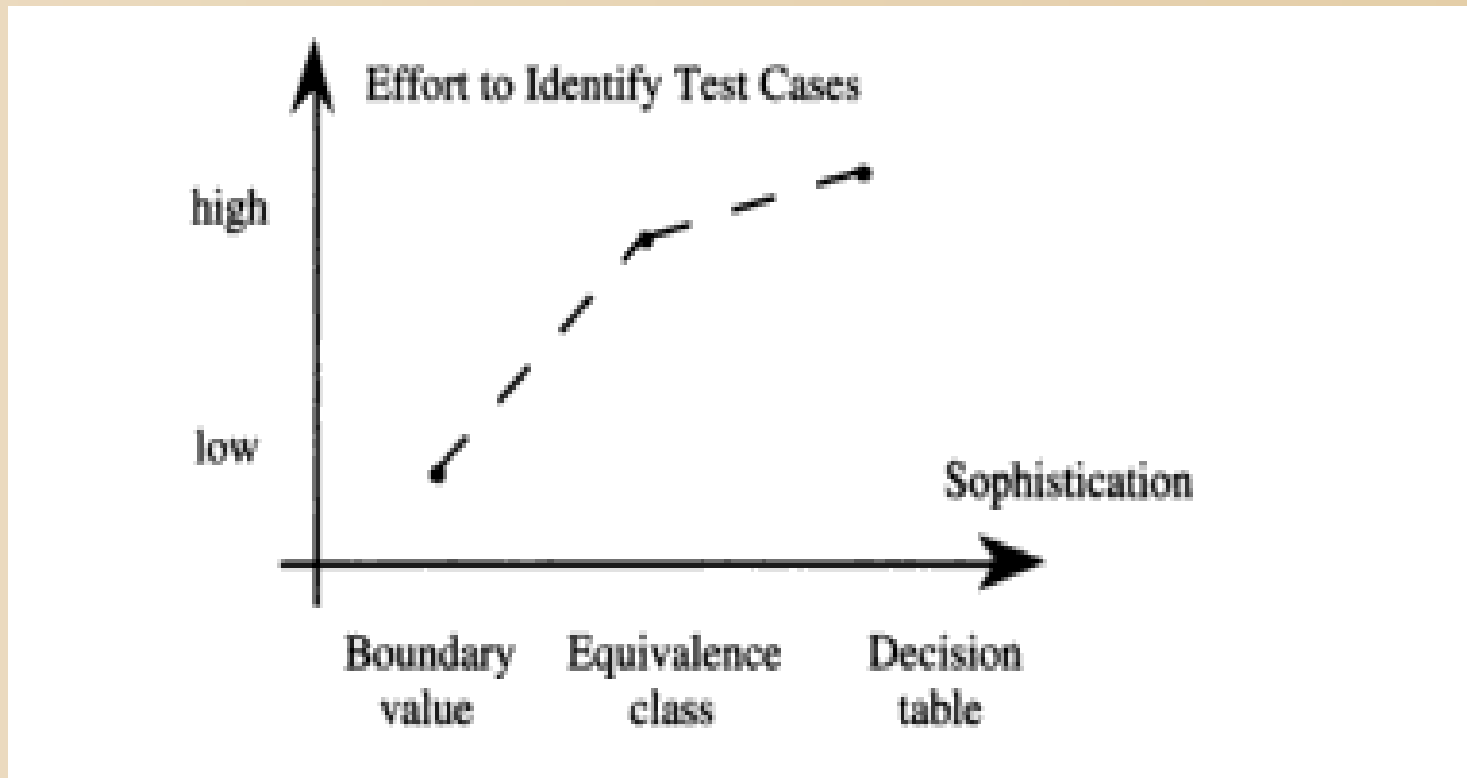 Effort to Identify Test Cases
high
low
Sophistication
Boundary
value
Equivalence
class
Decision
table